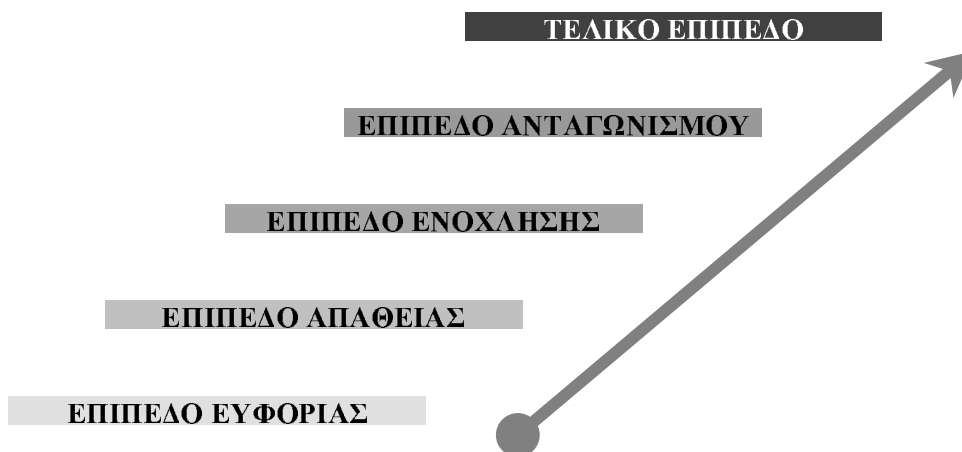 ΤΕΛΙΚΟ ΕΠΙΠΕΔΟ
ΕΠΙΠΕΔΟ ΑΝΤΑΓΩΝΙΣΜΟΥ
ΕΠΙΠΕΔΟ ΕΝΟΧΛΗΣΗΣ
ΕΠΙΠΕΔΟ ΑΠΑΘΕΙΑΣ
ΕΠΙΠΕΔΟ ΕΥΦΟΡΙΑΣ